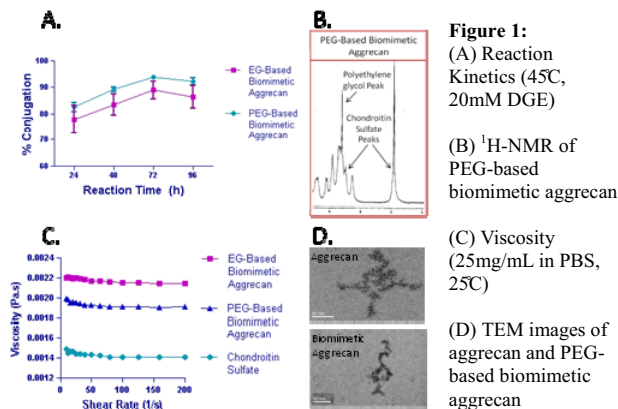 A.
% Conjugation
100
90
80
70
60
24
48
72
96
Reaction Time (h)
EG-Based
Biomimetic
Aggrecan
PEG-Based
Biomimetic
Aggrecan
B.
PEG-Based Biomimetic
Aggrecan
Polyethylene
glycol Peak
Chondroitin
Sulfate
Peaks
Figure 1:
(A) Reaction
Kinetics (45°C,
20mM DGE)
(B) ¹H-NMR of
PEG-based
biomimetic aggrecan
(C) Viscosity
(25mg/mL in PBS,
25°C)
(D) TEM images of
aggrecan and PEG-
based biomimetic
aggrecan
C.
Viscosity (Pa.s)
0.0024
0.0022
0.0020
0.0018
0.0016
0.0014
0.0012
0
50
100
150
200
Shear Rate (1/s)
EG-Based
Biomimetic
Aggrecan
PEG-Based
Biomimetic
Aggrecan
Chondroitin
Sulfate
D.
Aggrecan
Biomimetic
Aggrecan